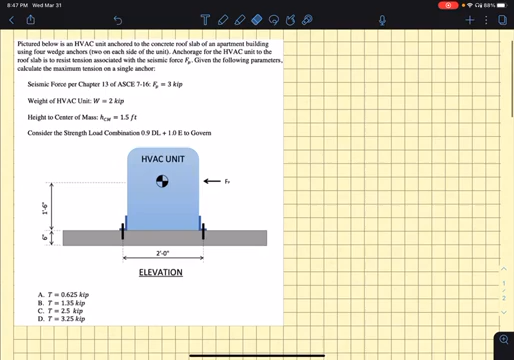 8:47 PM Wed Mar 31
68%
Pictured below is an HVAC unit anchored to the concrete roof slab of an apartment building
using four wedge anchors (two on each side of the unit). Anchorage for the HVAC unit to
the roof slab is to resist tension associated with the seismic force Fp. Given the following parameters,
calculate the maximum tension on a single anchor:
Seismic Force per Chapter 13 of ASCE 7-16: Fp = 3 kip
Weight of HVAC Unit: W = 2 kip
Height to Center of Mass: hCM = 1.5 ft
Consider the Strength Load Combination 0.9 DL + 1.0 E to Govern
HVAC UNIT
FP
1'-6"
6"
2'-0"
ELEVATION
A. T = 0.625 kip
B. T = 1.35 kip
C. T = 2.5 kip
D. T = 3.25 kip
1
2